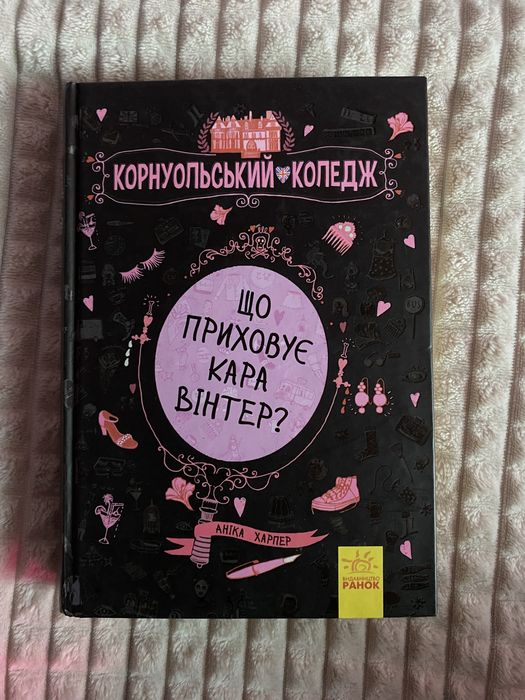 КОРНУОЛЬСЬКИЙ КОЛЕДЖ
ЩО
ПРИХОВУЄ
КАРА
ВІНТЕР?
АНІКА ХАРПЕР
ВИДАВНИЦТВО
РАНОК